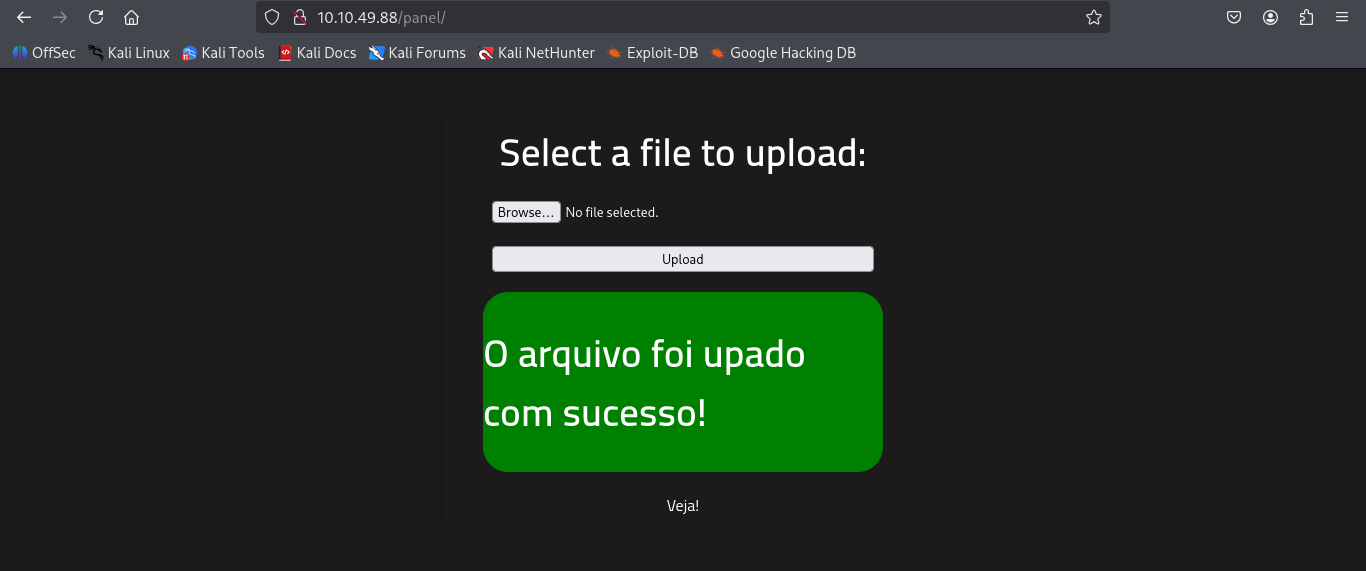 10.10.49.88/panel/
OffSec Kali Linux Kali Tools Kali Docs Kali Forums Kali NetHunter Exploit-DB Google Hacking DB
Select a file to upload:
Browse... No file selected.
Upload
O arquivo foi upado
com sucesso!
Veja!